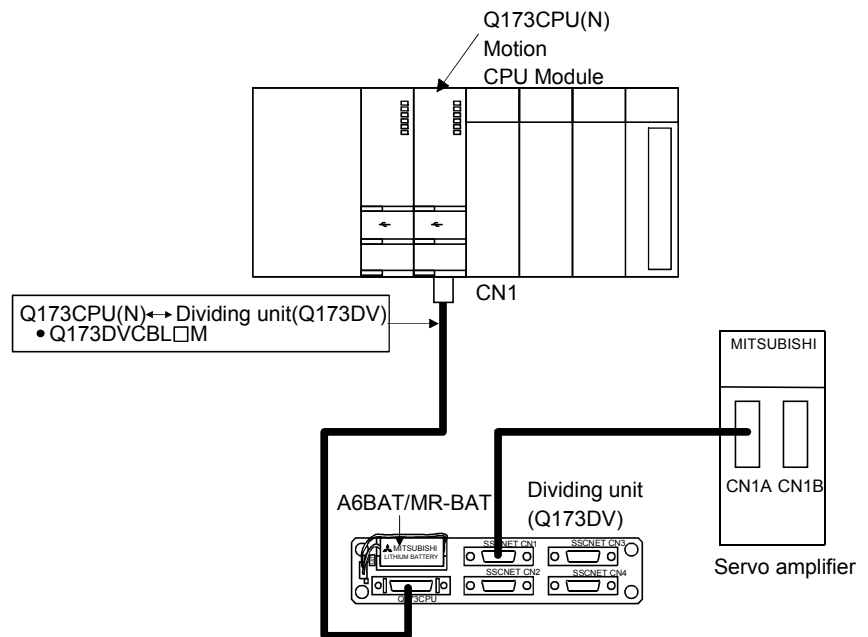 Q173CPU(N)
Motion
CPU Module
CN1
Q173CPU(N)↔Dividing unit(Q173DV)
● Q173DVCBL□M
MITSUBISHI
CN1A CN1B
Servo amplifier
A6BAT/MR-BAT
Dividing unit
(Q173DV)
MITSUBISHI
LITHIUM BATTERY
SSCNET CN1
SSCNET CN3
SSCNET CN2
SSCNET CN4
Q173CPU